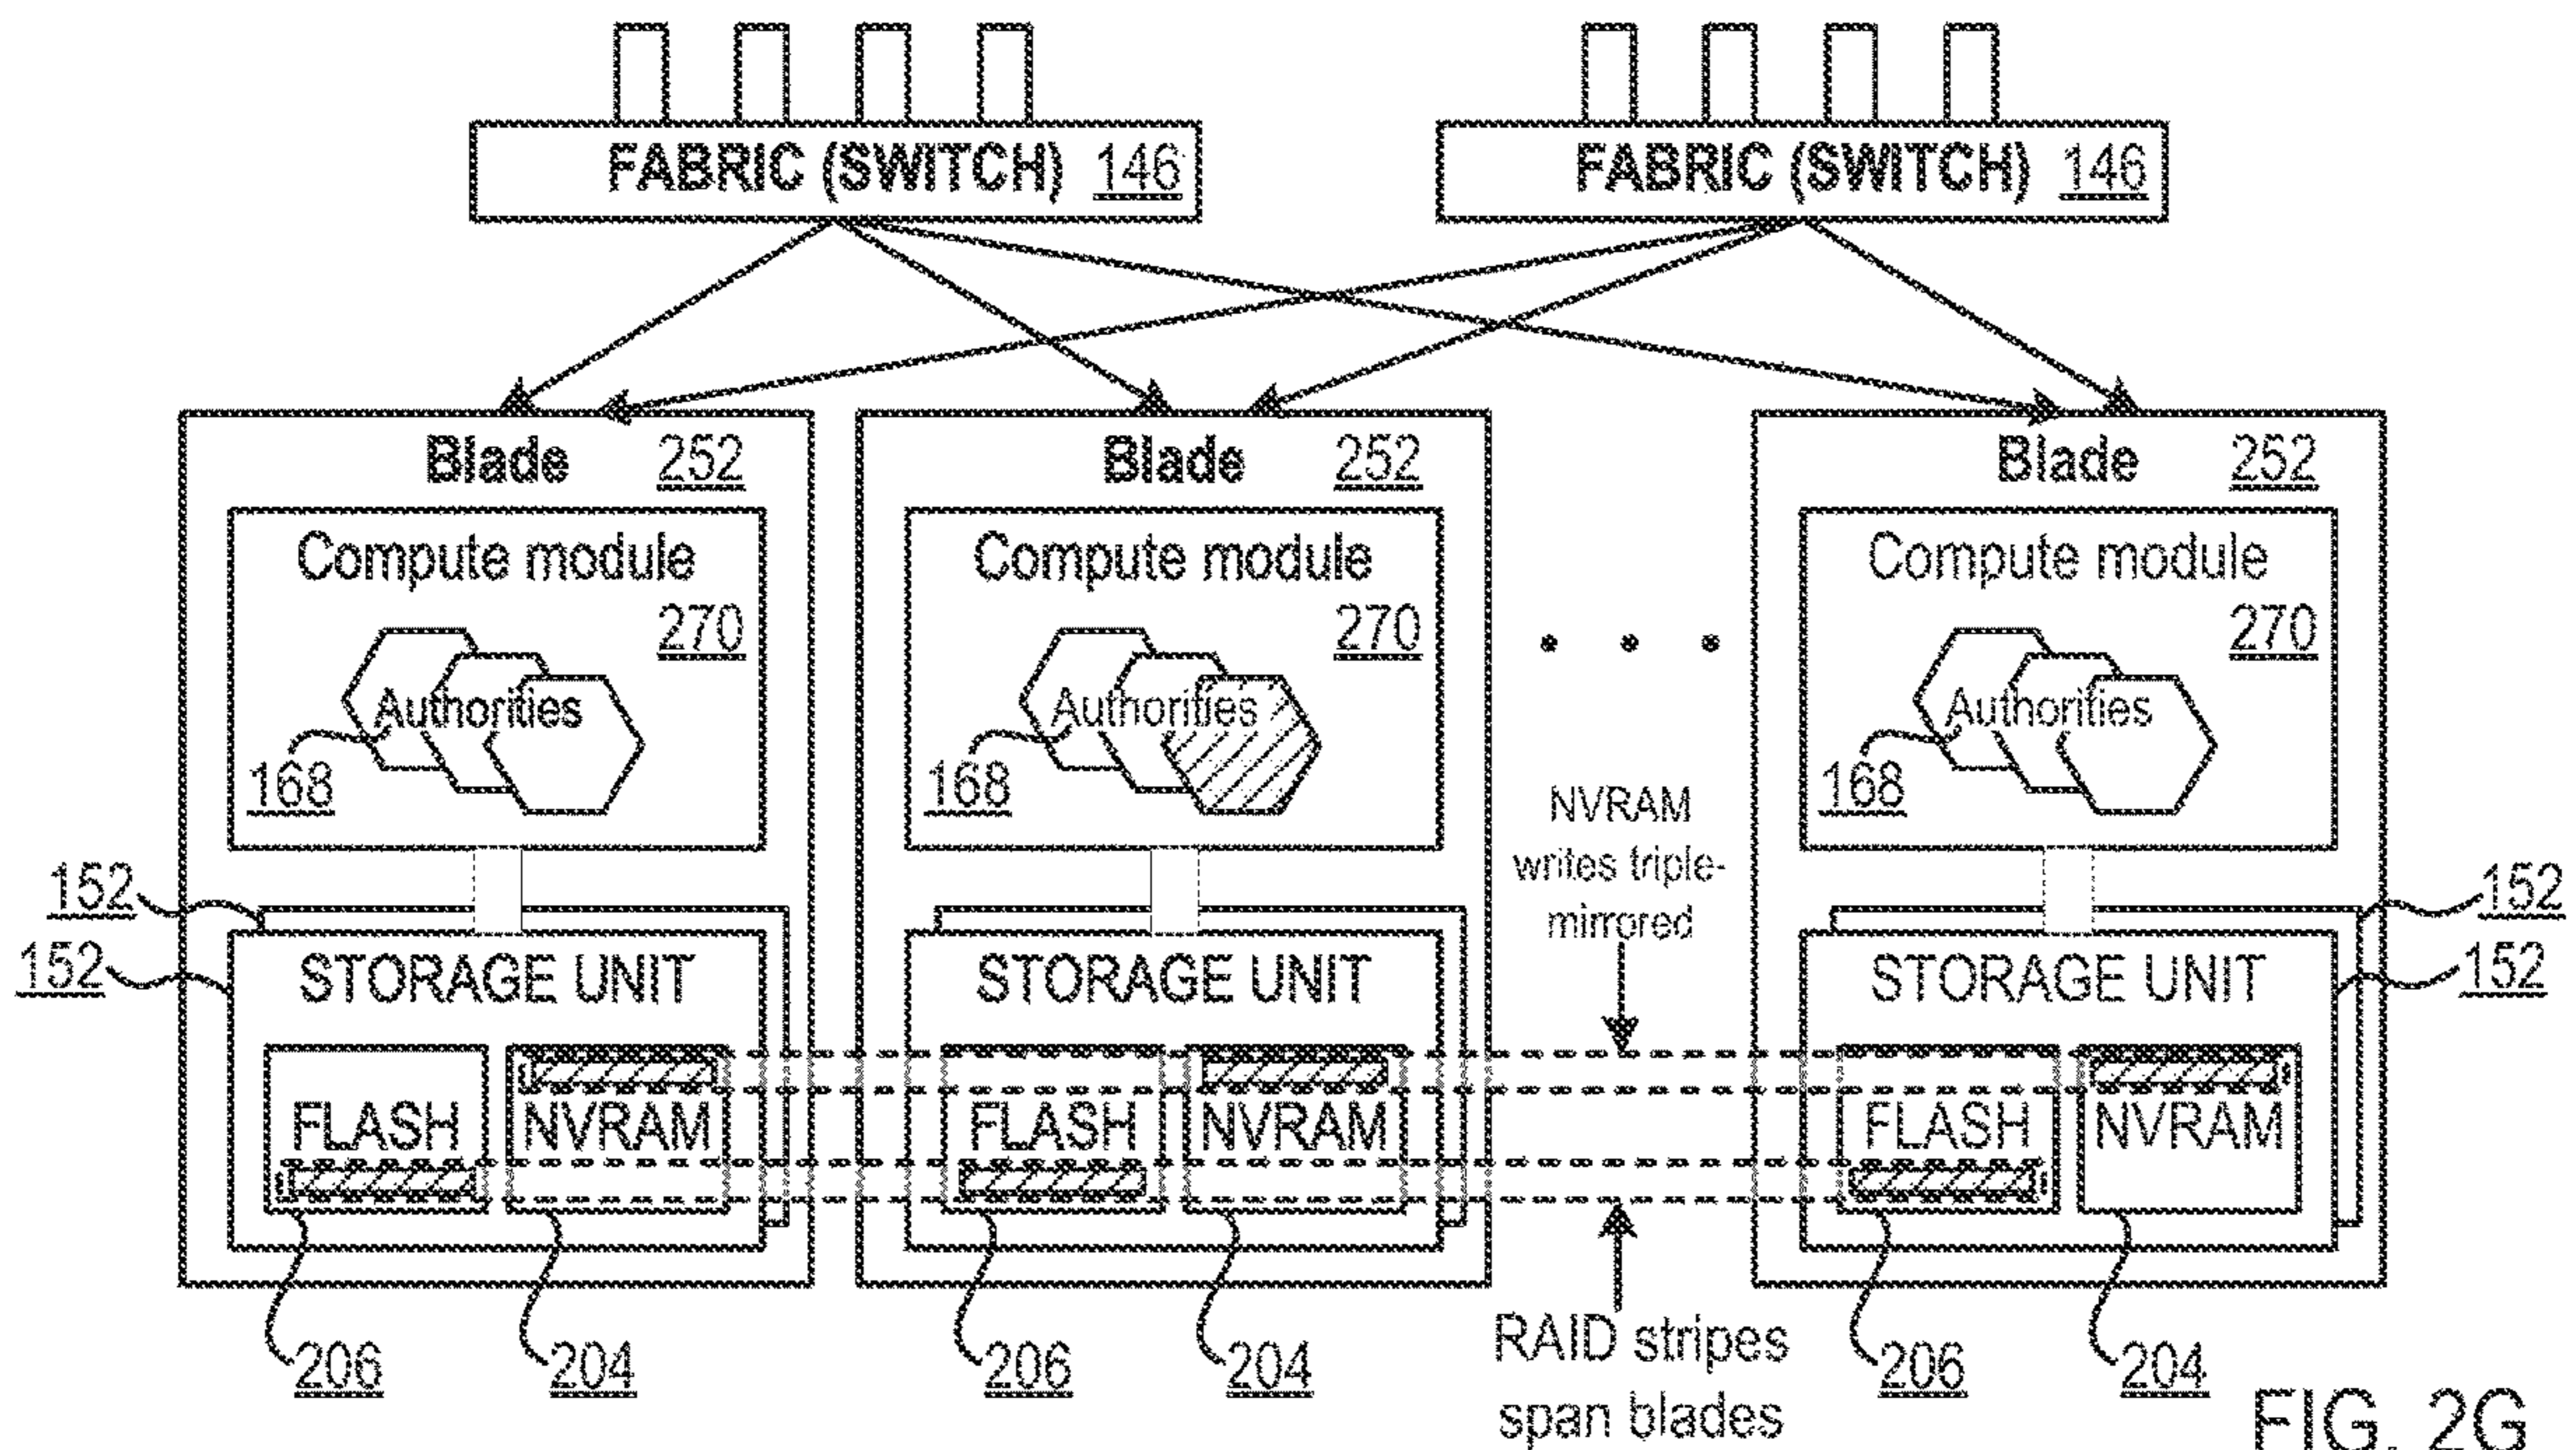 FABRIC (SWITCH) 146
FABRIC (SWITCH) 146
Blade 252
Compute module
270
Authorities
168
152
152
STORAGE UNIT
FLASH
NVRAM
206
204
Blade 252
Compute module
270
Authorities
168
STORAGE UNIT
FLASH
NVRAM
206
204
NVRAM
writes triple-
mirrored
RAID stripes
span blades
Blade 252
Compute module
270
Authorities
168
152
152
STORAGE UNIT
FLASH
NVRAM
206
204
FIG. 2G